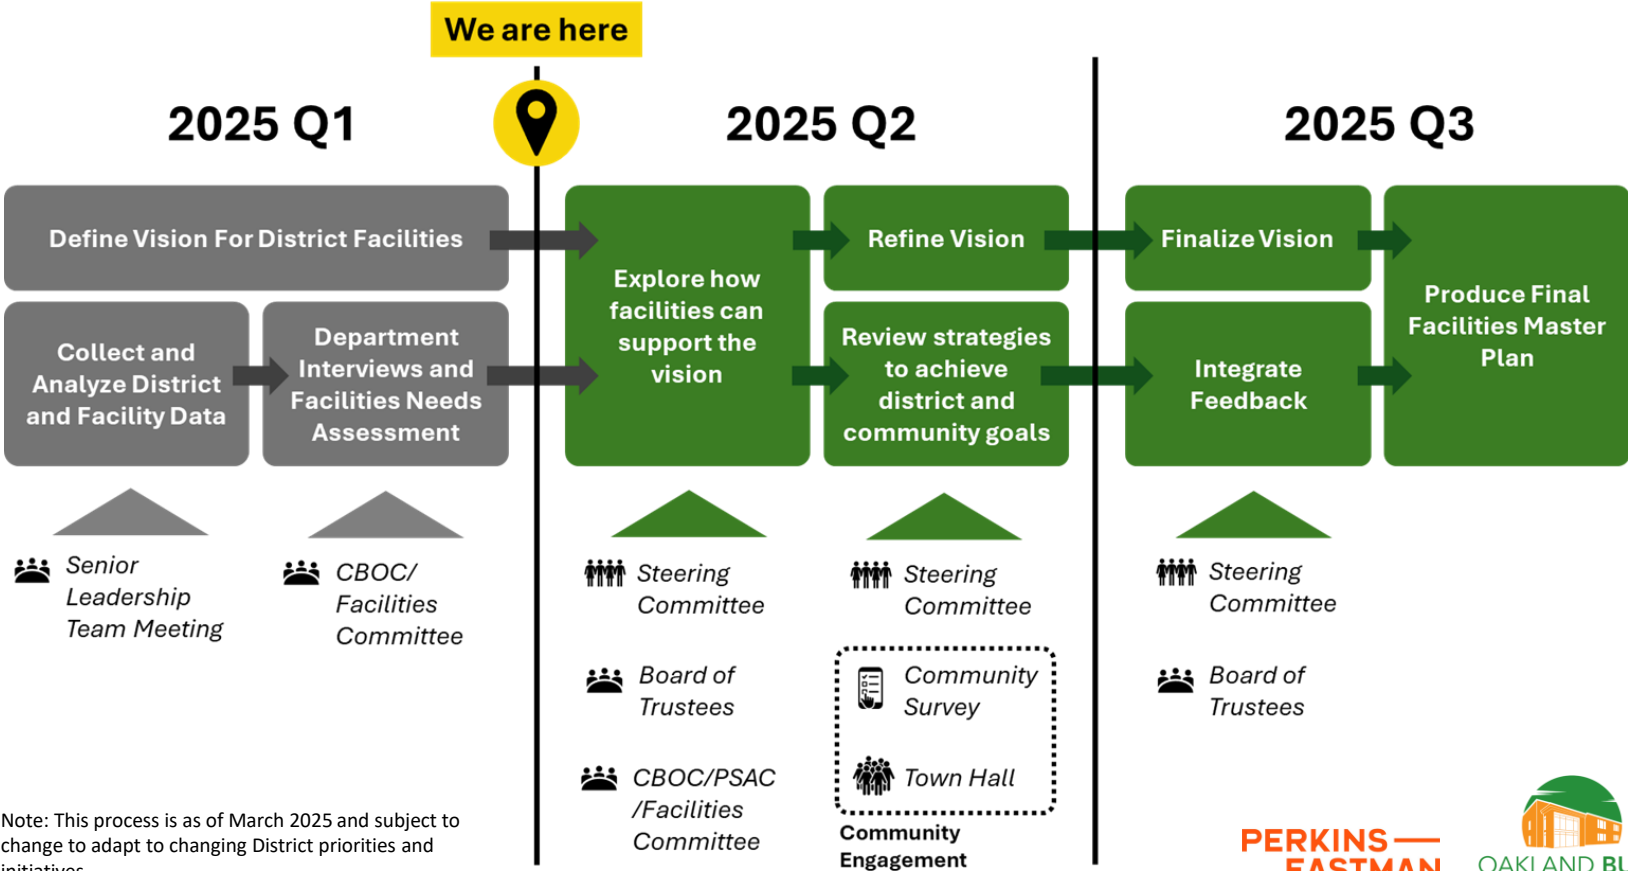 We are here
2025 Q1
2025 Q2
2025 Q3
Define Vision For District Facilities
Collect and
Analyze District
and Facility Data
Department
Interviews and
Facilities Needs
Assessment
Explore how
facilities can
support the
vision
Refine Vision
Review strategies
to achieve
district and
community goals
Finalize Vision
Integrate
Feedback
Produce Final
Facilities Master
Plan
Senior
Leadership
Team Meeting
CBOC/
Facilities
Committee
Steering
Committee
Board of
Trustees
CBOC/PSAC
/Facilities
Committee
Steering
Committee
Community
Survey
Town Hall
Community
Engagement
Steering
Committee
Board of
Trustees
Note: This process is as of March 2025 and subject to
change to adapt to changing District priorities and
initiatives
PERKINS
EASTMAN
OAKLAND BU